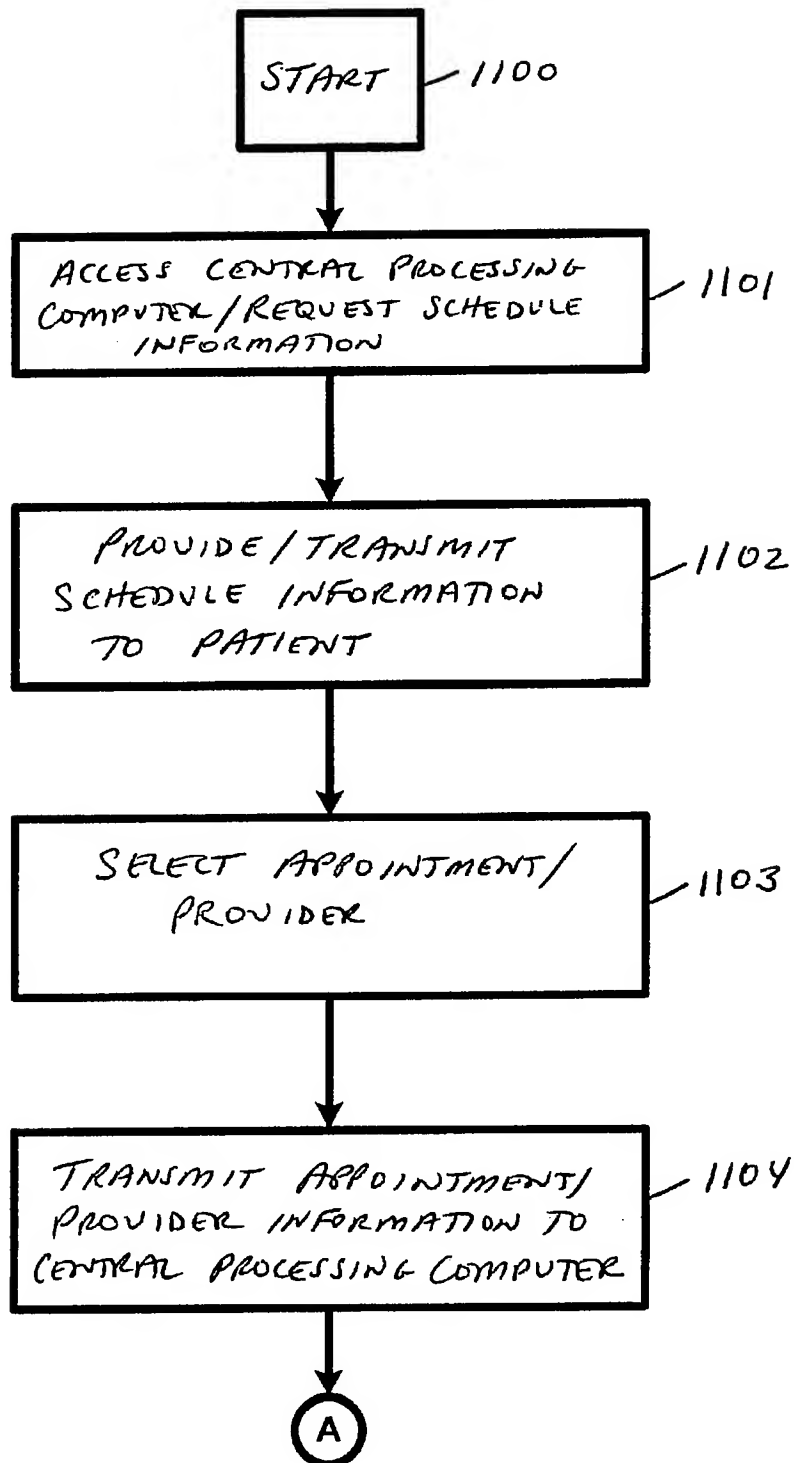 START
1100
ACCESS CENTRAL PROCESSING
COMPUTER/REQUEST SCHEDULE
INFORMATION
1101
PROVIDE/TRANSMIT
SCHEDULE INFORMATION
TO PATIENT
1102
SELECT APPOINTMENT/
PROVIDER
1103
TRANSMIT APPOINTMENT/
PROVIDER INFORMATION TO
CENTRAL PROCESSING COMPUTER
1104
A